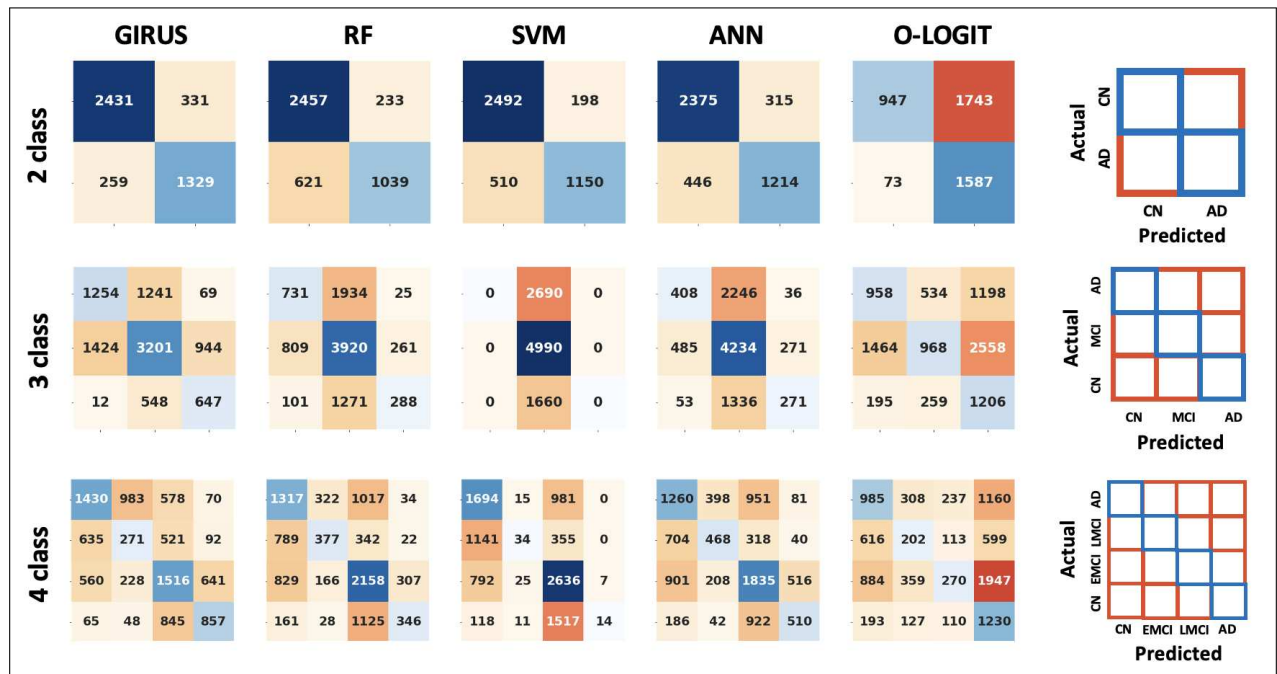 GIRUS RF SVM ANN O-LOGIT
2 class
2431 331 2457 233 2492 198 2375 315 947 1743
259 1329 621 1039 510 1150 446 1214 73 1587
Actual
CN
AD
CN AD
Predicted
3 class
1254 1241 69 731 1934 25 0 2690 0 408 2246 36 958 534 1198
1424 3201 944 809 3920 261 0 4990 0 485 4234 271 1464 968 2558
12 548 647 101 1271 288 0 1660 0 53 1336 271 195 259 1206
Actual
AD
MCI
CN
CN MCI AD
Predicted
4 class
1430 983 578 70 1317 322 1017 34 1694 15 981 0 1260 398 951 81 985 308 237 1160
635 271 521 92 789 377 342 22 1141 34 355 0 704 468 318 40 616 202 113 599
560 228 1516 641 829 166 2158 307 792 25 2636 7 901 208 1835 516 884 359 270 1947
65 48 845 857 161 28 1125 346 118 11 1517 14 186 42 922 510 193 127 110 1230
Actual
AD
LMCI
EMCI
CN
CN EMCI LMCI AD
Predicted